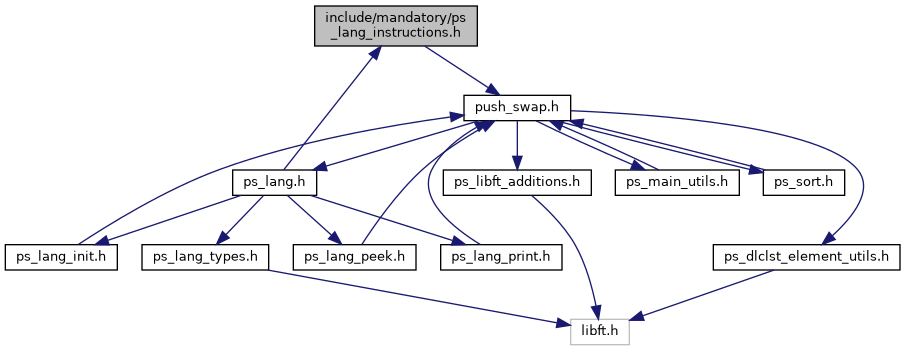 include/mandatory/ps
_lang_instructions.h
push_swap.h
ps_lang.h
ps_libft_additions.h
ps_main_utils.h
ps_sort.h
ps_lang_init.h
ps_lang_types.h
ps_lang_peek.h
ps_lang_print.h
ps_dlclst_element_utils.h
libft.h